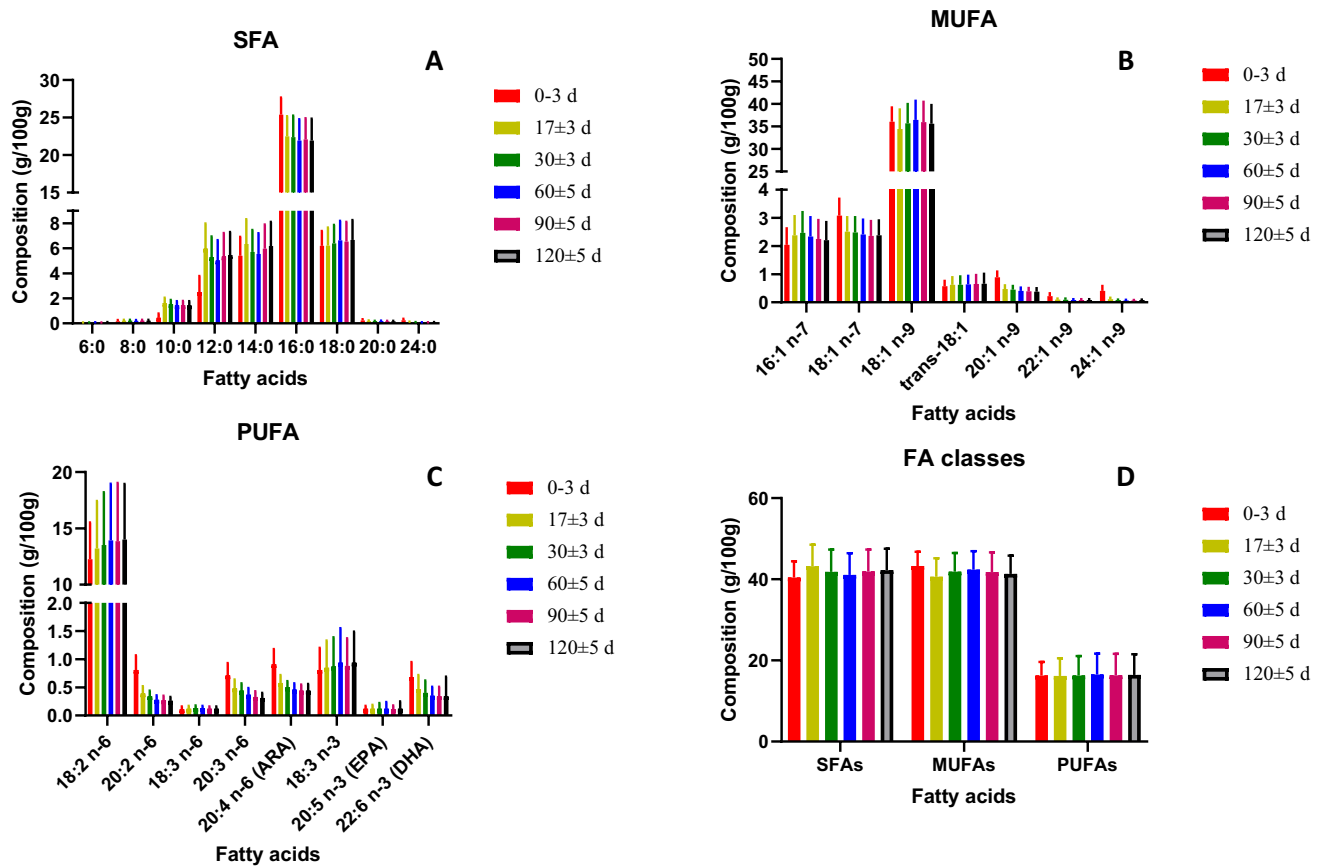 SFA
A
Composition (g/100g)
30
25
20
15
8
6
4
2
0
6:0 8:0 10:0 12:0 14:0 16:0 18:0 20:0 24:0
Fatty acids
0-3 d
17±3 d
30±3 d
60±5 d
90±5 d
120±5 d
MUFA
B
Composition (g/100g)
50
45
40
35
30
25
4
3
2
1
0
16:1 n-7
18:1 n-7
18:1 n-9
trans-18:1
20:1 n-9
22:1 n-9
24:1 n-9
Fatty acids
0-3 d
17±3 d
30±3 d
60±5 d
90±5 d
120±5 d
PUFA
C
Composition (g/100g)
20
15
10
2.0
1.5
1.0
0.5
0.0
18:2 n-6
20:2 n-6
18:3 n-6
20:3 n-6
20:4 n-6 (ARA)
18:3 n-3
20:5 n-3 (EPA)
22:6 n-3 (DHA)
Fatty acids
0-3 d
17±3 d
30±3 d
60±5 d
90±5 d
120±5 d
FA classes
D
Composition (g/100g)
60
40
20
0
SFAs MUFAs PUFAs
Fatty acids
0-3 d
17±3 d
30±3 d
60±5 d
90±5 d
120±5 d